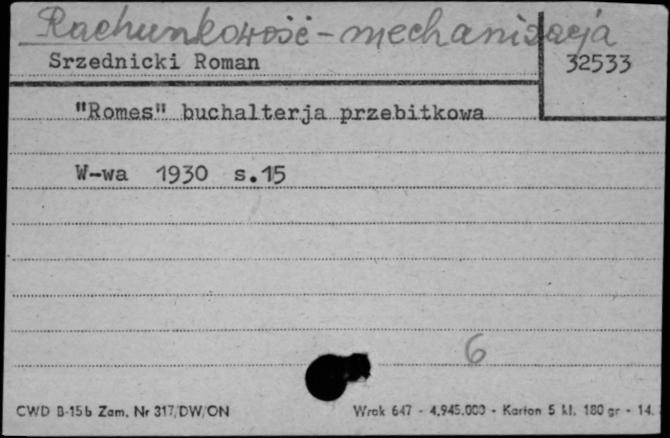 Rachunkowość - mechanizacja
Srzednicki Roman
32533
"Romes" buchalterja przebitkowa
W-wa 1930 s.15
6
CWD B-15b Zam. Nr 317/DW/ON
Wrak 647 - 4.945.000 - Karton 5 kl. 180 gr - 14.